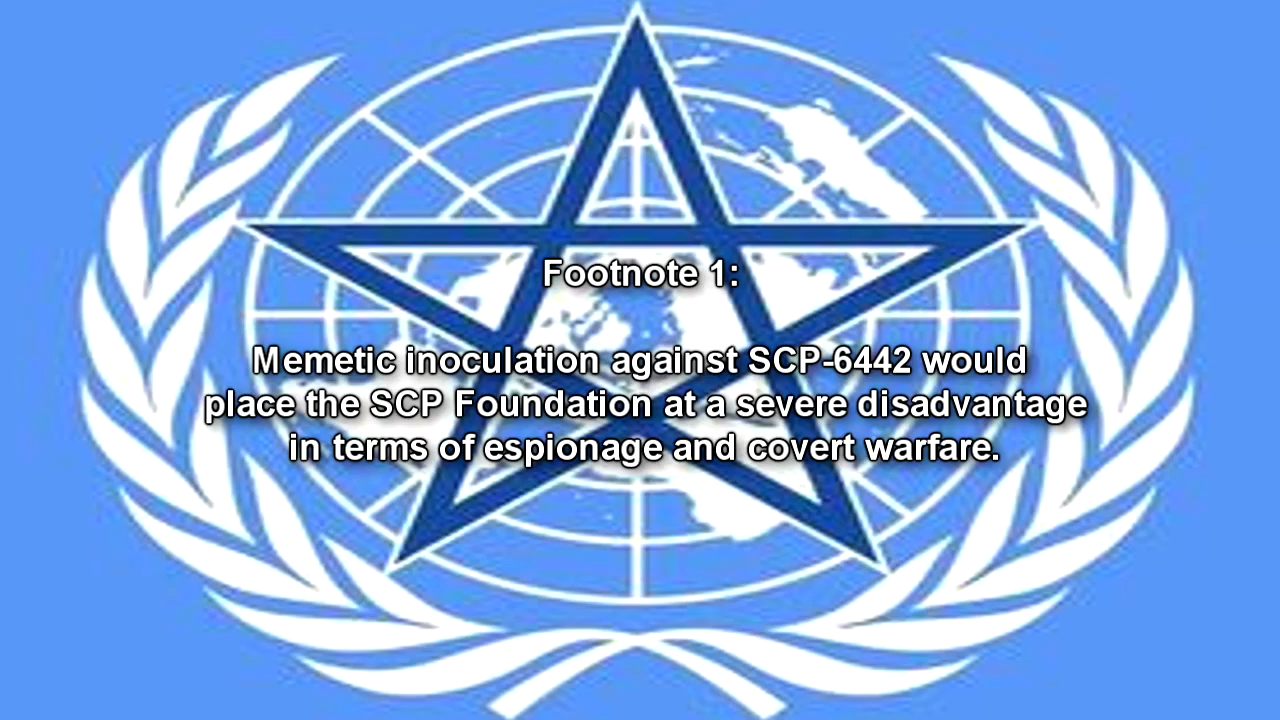 Footnote 1:
Memetic inoculation against SCP-6442 would
place the SCP Foundation at a severe disadvantage
in terms of espionage and covert warfare.